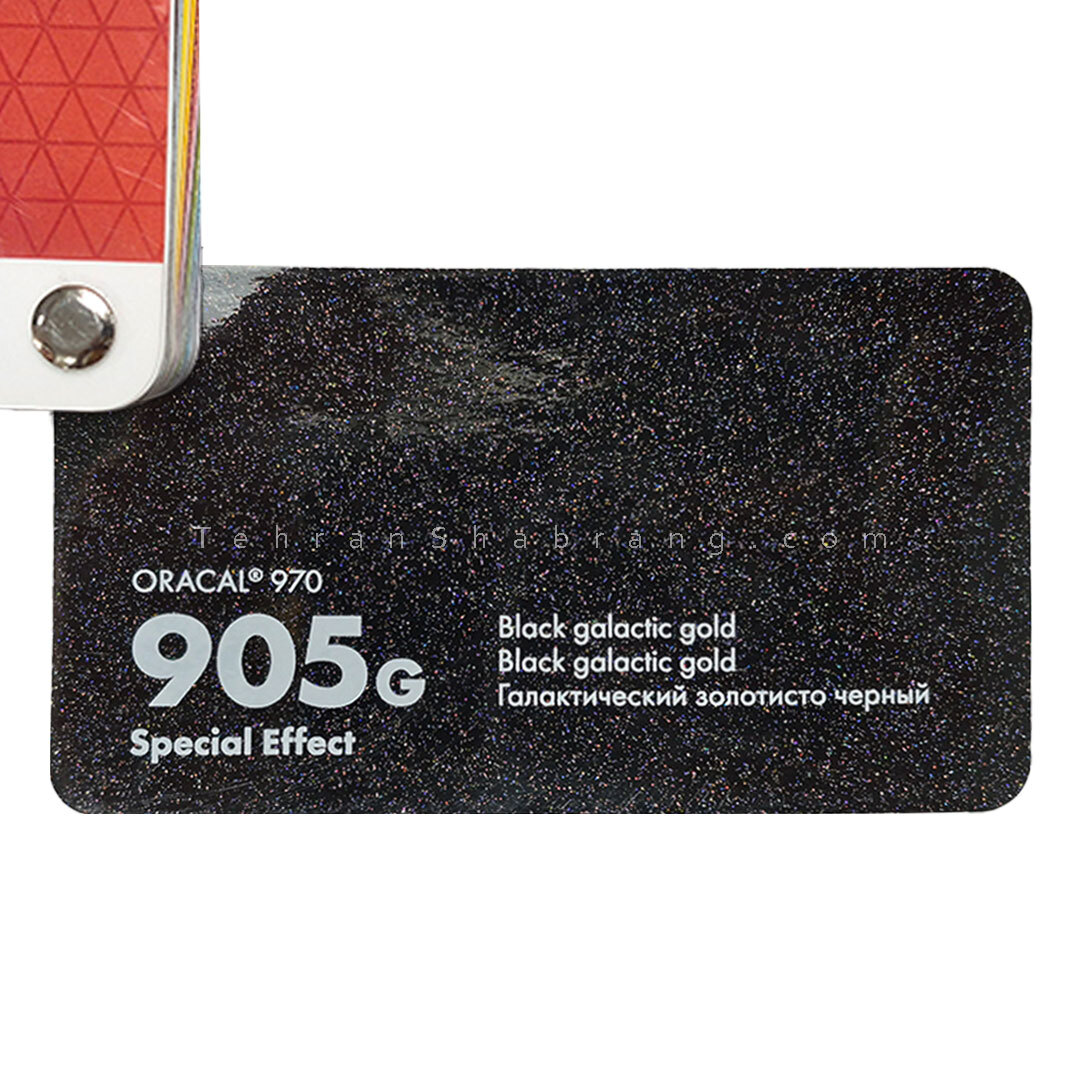 TehranShabrang.com
ORACAL® 970
905G
Special Effect
Black galactic gold
Black galactic gold
Галактический золотисто черный